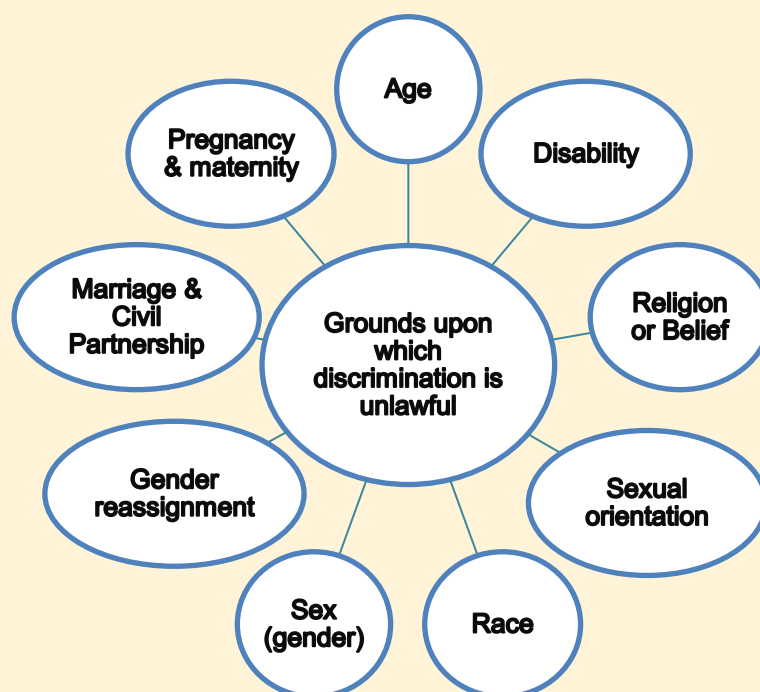 Age
Disability
Religion
or Belief
Sexual
orientation
Race
Sex
(gender)
Gender
reassignment
Marriage &
Civil
Partnership
Pregnancy
& maternity
Grounds upon
which
discrimination is
unlawful